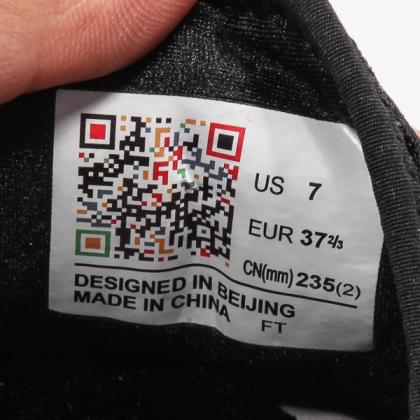 US 7
EUR 37⅔
CN(mm) 235(2)
DESIGNED IN BEIJING
MADE IN CHINA
FT